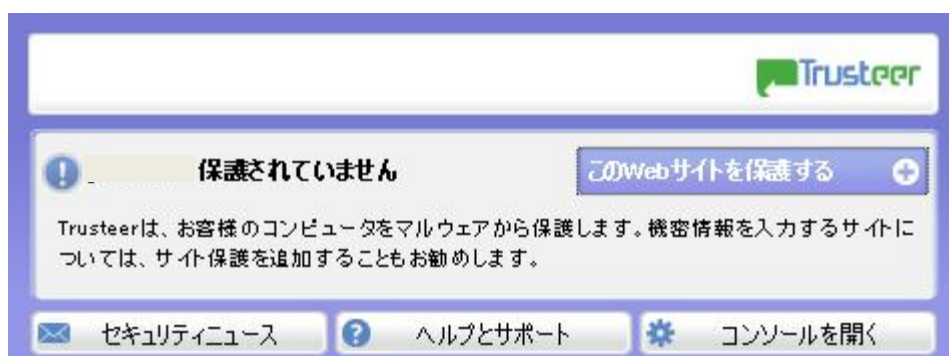 Trusteer
保護されていません
このWebサイトを保護する
Trusteerは、お客様のコンピュータをマルウェアから保護します。機密情報を入力するサイトに
ついては、サイト保護を追加することもお勧めします。
セキュリティニュース
ヘルプとサポート
コンソールを開く